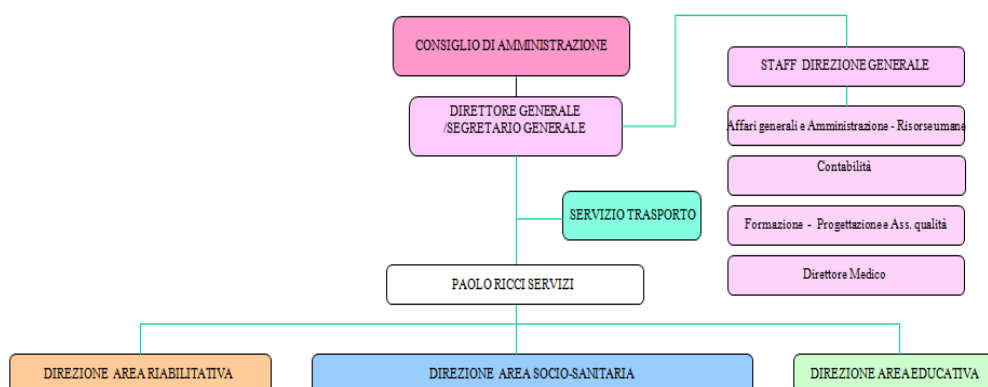 CONSIGLIO DI AMMINISTRAZIONE
DIRETTORE GENERALE
/SEGRETARIO GENERALE
STAFF DIREZIONE GENERALE
Affari generali e Amministrazione - Risorse umane
Contabilità
Formazione - Progettazione e Ass. qualità
Direttore Medico
SERVIZIO TRASPORTO
PAOLO RICCI SERVIZI
DIREZIONE AREA RIABILITATIVA
DIREZIONE AREA SOCIO-SANITARIA
DIREZIONE AREA EDUCATIVA